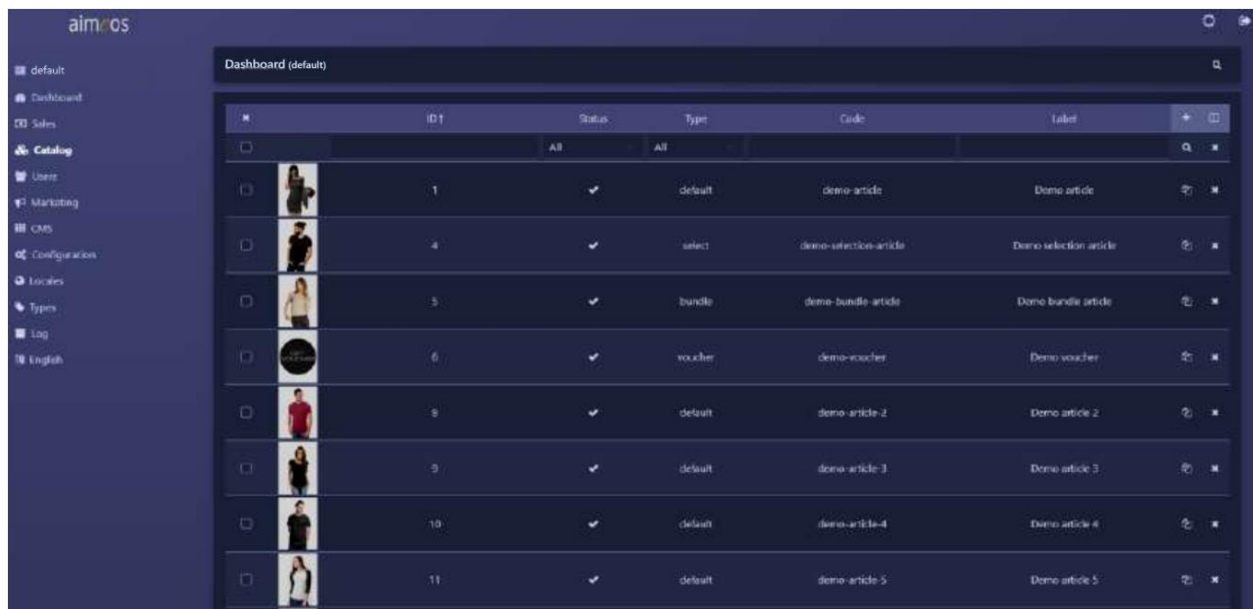 aimeos
default
Dashboard
Sales
Catalog
Users
Marketing
CMS
Configuration
Locales
Types
Log
English
Dashboard (default)
ID↑ Status Type Code Label
All All
1 default demo-article Demo article
4 select demo-selection-article Demo selection article
5 bundle demo-bundle-article Demo bundle article
6 voucher demo-voucher Demo voucher
8 default demo-article-2 Demo article 2
9 default demo-article-3 Demo article 3
10 default demo-article-4 Demo article 4
11 default demo-article-5 Demo article 5